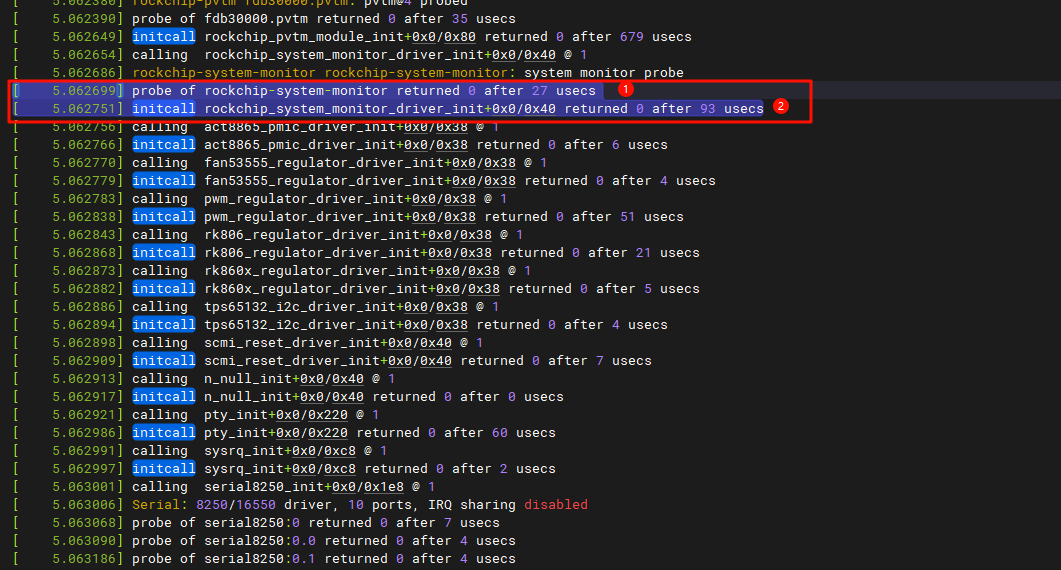 [    5.062380] rockchip-pvtm fdb30000.pvtm: pvtm@4 probed
[    5.062390] probe of fdb30000.pvtm returned 0 after 35 usecs
[    5.062649] initcall rockchip_pvtm_module_init+0x0/0x80 returned 0 after 679 usecs
[    5.062654] calling  rockchip_system_monitor_driver_init+0x0/0x40 @ 1
[    5.062686] rockchip-system-monitor rockchip-system-monitor: system monitor probe
[    5.062699] probe of rockchip-system-monitor returned 0 after 27 usecs 1
[    5.062751] initcall rockchip_system_monitor_driver_init+0x0/0x40 returned 0 after 93 usecs 2
[    5.062756] calling  act8865_pmic_driver_init+0x0/0x38 @ 1
[    5.062766] initcall act8865_pmic_driver_init+0x0/0x38 returned 0 after 6 usecs
[    5.062770] calling  fan53555_regulator_driver_init+0x0/0x38 @ 1
[    5.062779] initcall fan53555_regulator_driver_init+0x0/0x38 returned 0 after 4 usecs
[    5.062783] calling  pwm_regulator_driver_init+0x0/0x38 @ 1
[    5.062838] initcall pwm_regulator_driver_init+0x0/0x38 returned 0 after 51 usecs
[    5.062843] calling  rk806_regulator_driver_init+0x0/0x38 @ 1
[    5.062868] initcall rk806_regulator_driver_init+0x0/0x38 returned 0 after 21 usecs
[    5.062873] calling  rk860x_regulator_driver_init+0x0/0x38 @ 1
[    5.062882] initcall rk860x_regulator_driver_init+0x0/0x38 returned 0 after 5 usecs
[    5.062886] calling  tps65132_i2c_driver_init+0x0/0x38 @ 1
[    5.062894] initcall tps65132_i2c_driver_init+0x0/0x38 returned 0 after 4 usecs
[    5.062898] calling  scmi_reset_driver_init+0x0/0x40 @ 1
[    5.062909] initcall scmi_reset_driver_init+0x0/0x40 returned 0 after 7 usecs
[    5.062913] calling  n_null_init+0x0/0x40 @ 1
[    5.062917] initcall n_null_init+0x0/0x40 returned 0 after 0 usecs
[    5.062921] calling  pty_init+0x0/0x220 @ 1
[    5.062986] initcall pty_init+0x0/0x220 returned 0 after 60 usecs
[    5.062991] calling  sysrq_init+0x0/0xc8 @ 1
[    5.062997] initcall sysrq_init+0x0/0xc8 returned 0 after 2 usecs
[    5.063001] calling  serial8250_init+0x0/0x1e8 @ 1
[    5.063006] Serial: 8250/16550 driver, 10 ports, IRQ sharing disabled
[    5.063068] probe of serial8250:0 returned 0 after 7 usecs
[    5.063090] probe of serial8250:0.0 returned 0 after 4 usecs
[    5.063186] probe of serial8250:0.1 returned 0 after 4 usecs